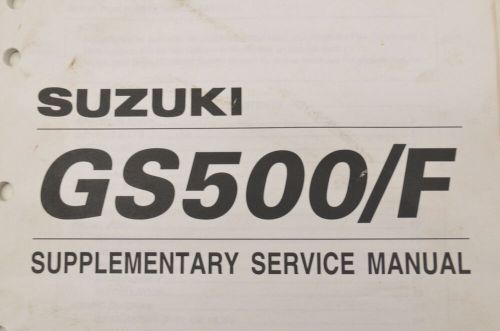 SUZUKI
GS500/F
SUPPLEMENTARY SERVICE MANUAL